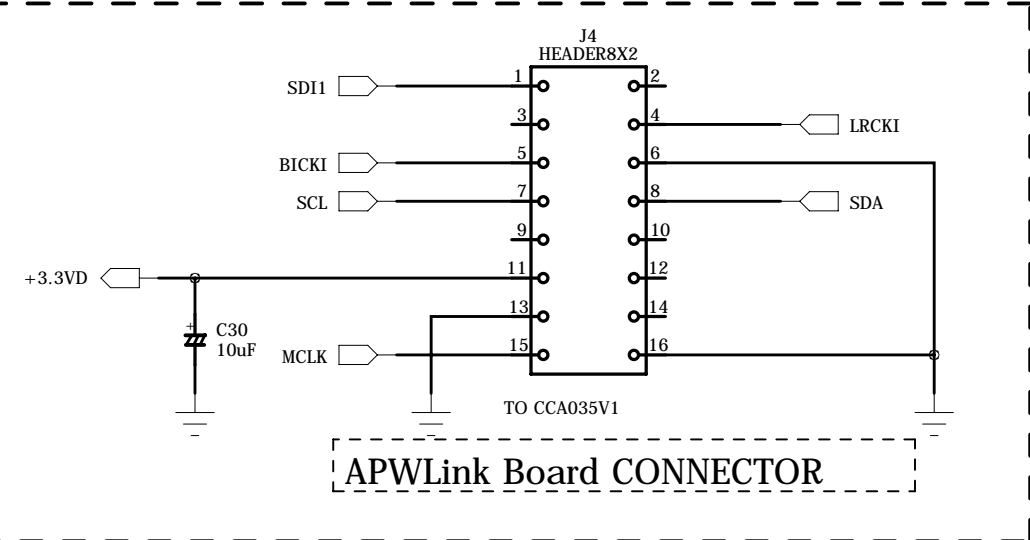 J4
HEADER8X2
SDI1 1 2
3 4 LRCKI
BICKI 5 6
SCL 7 8 SDA
9 10
+3.3VD 11 12
13 14
+ C30
10uF
MCLK 15 16
TO CCA035V1
APWLink Board CONNECTOR